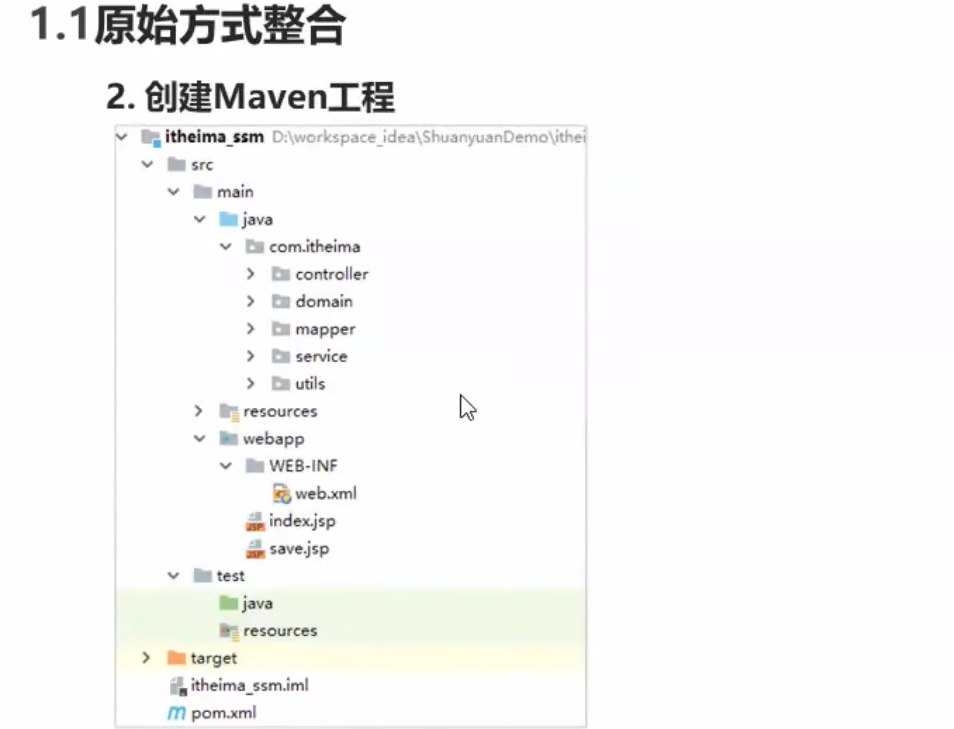 1.1原始方式整合
2. 创建Maven工程
itheima_ssm D:\workspace_idea\ShuanyuanDemo\ithei
src
main
java
com.itheima
controller
domain
mapper
service
utils
resources
webapp
WEB-INF
web.xml
index.jsp
save.jsp
test
java
resources
target
itheima_ssm.iml
pom.xml